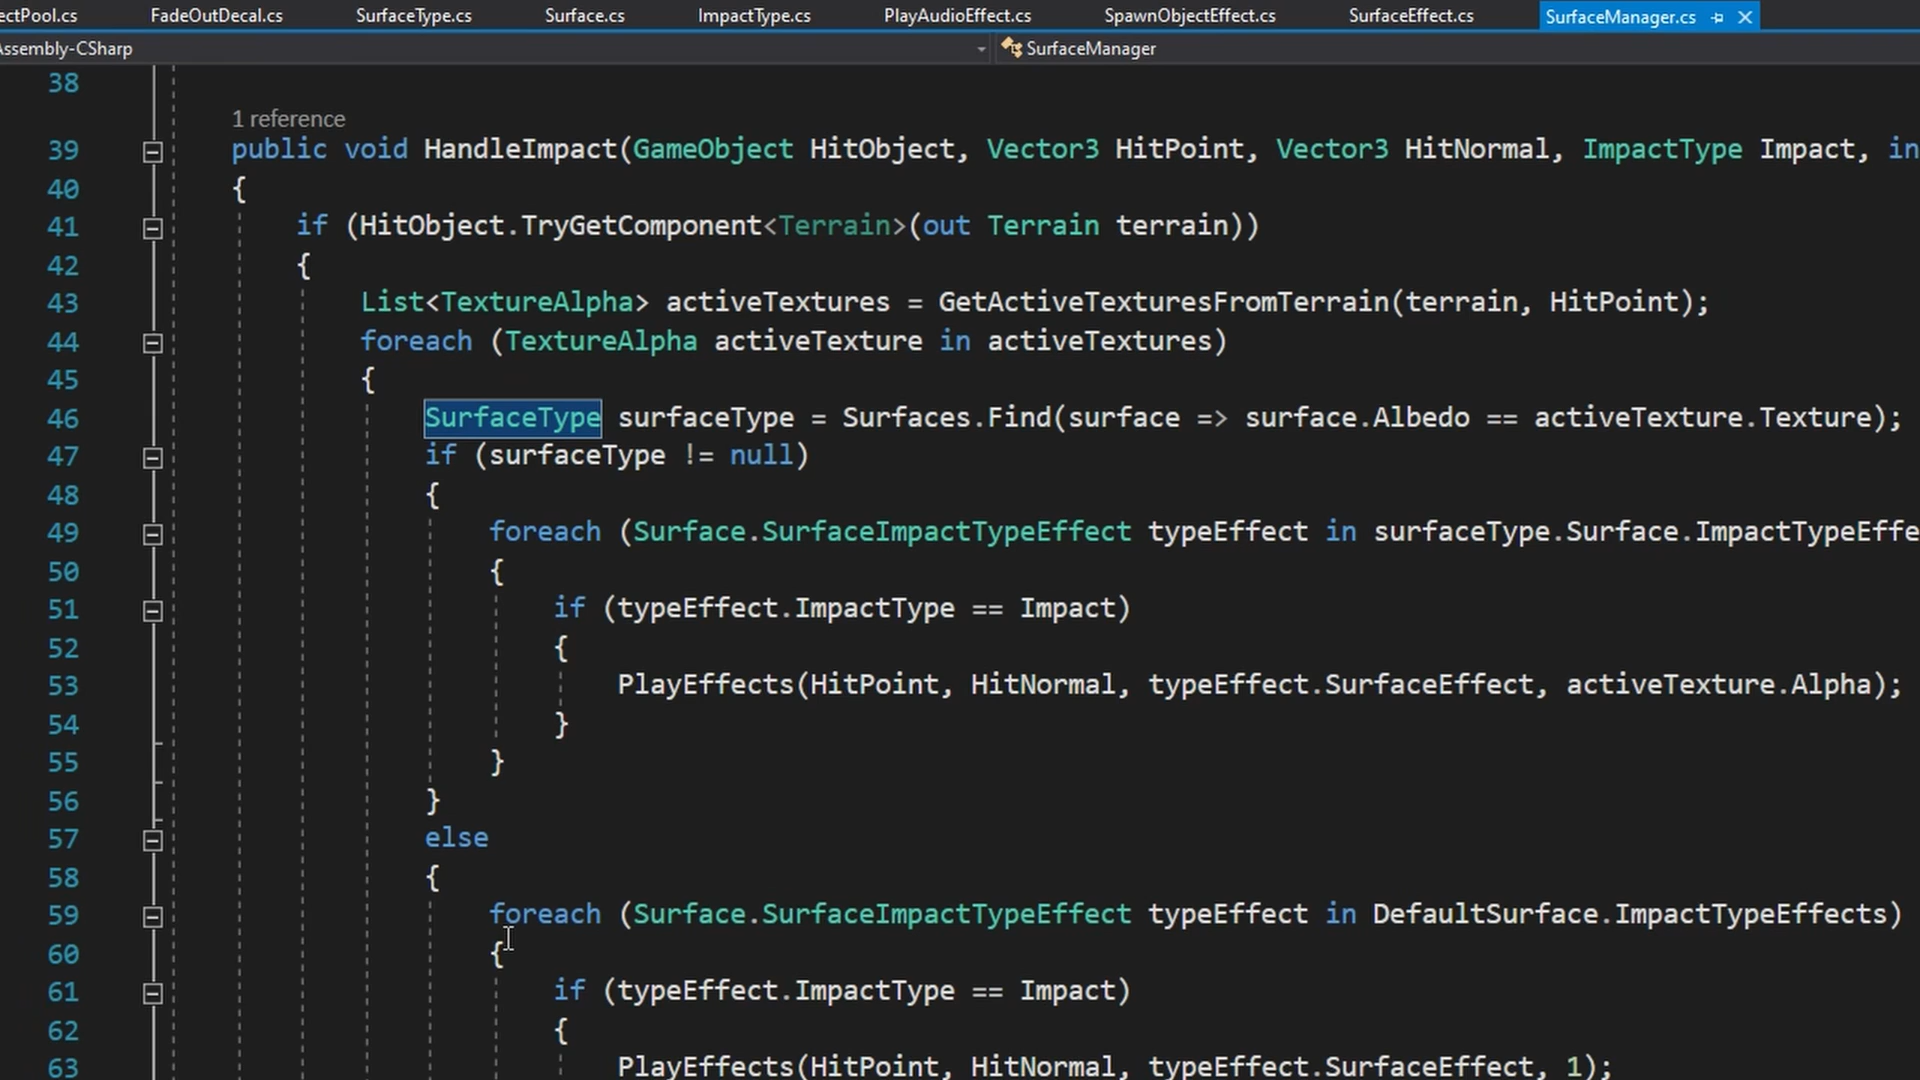 ectPool.cs FadeOutDecal.cs SurfaceType.cs Surface.cs ImpactType.cs PlayAudioEffect.cs SpawnObjectEffect.cs SurfaceEffect.cs SurfaceManager.cs
Assembly-CSharp SurfaceManager
38
1 reference
39 public void HandleImpact(GameObject HitObject, Vector3 HitPoint, Vector3 HitNormal, ImpactType Impact, in
40 {
41 if (HitObject.TryGetComponent<Terrain>(out Terrain terrain))
42 {
43 List<TextureAlpha> activeTextures = GetActiveTexturesFromTerrain(terrain, HitPoint);
44 foreach (TextureAlpha activeTexture in activeTextures)
45 {
46 SurfaceType surfaceType = Surfaces.Find(surface => surface.Albedo == activeTexture.Texture);
47 if (surfaceType != null)
48 {
49 foreach (Surface.SurfaceImpactTypeEffect typeEffect in surfaceType.Surface.ImpactTypeEffe
50 {
51 if (typeEffect.ImpactType == Impact)
52 {
53 PlayEffects(HitPoint, HitNormal, typeEffect.SurfaceEffect, activeTexture.Alpha);
54 }
55 }
56 }
57 else
58 {
59 foreach (Surface.SurfaceImpactTypeEffect typeEffect in DefaultSurface.ImpactTypeEffects)
60 {
61 if (typeEffect.ImpactType == Impact)
62 {
63 PlayEffects(HitPoint, HitNormal, typeEffect.SurfaceEffect, 1);